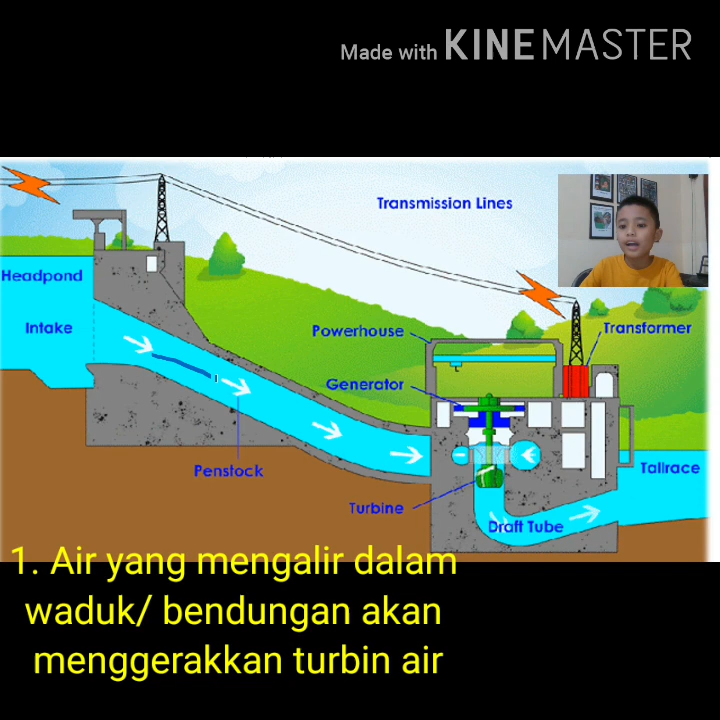 Made with KINEMASTER
Transmission Lines
Headpond
Intake
Powerhouse
Transformer
Generator
Penstock
Tailrace
Turbine
Draft Tube
1. Air yang mengalir dalam
waduk/ bendungan akan
menggerakkan turbin air